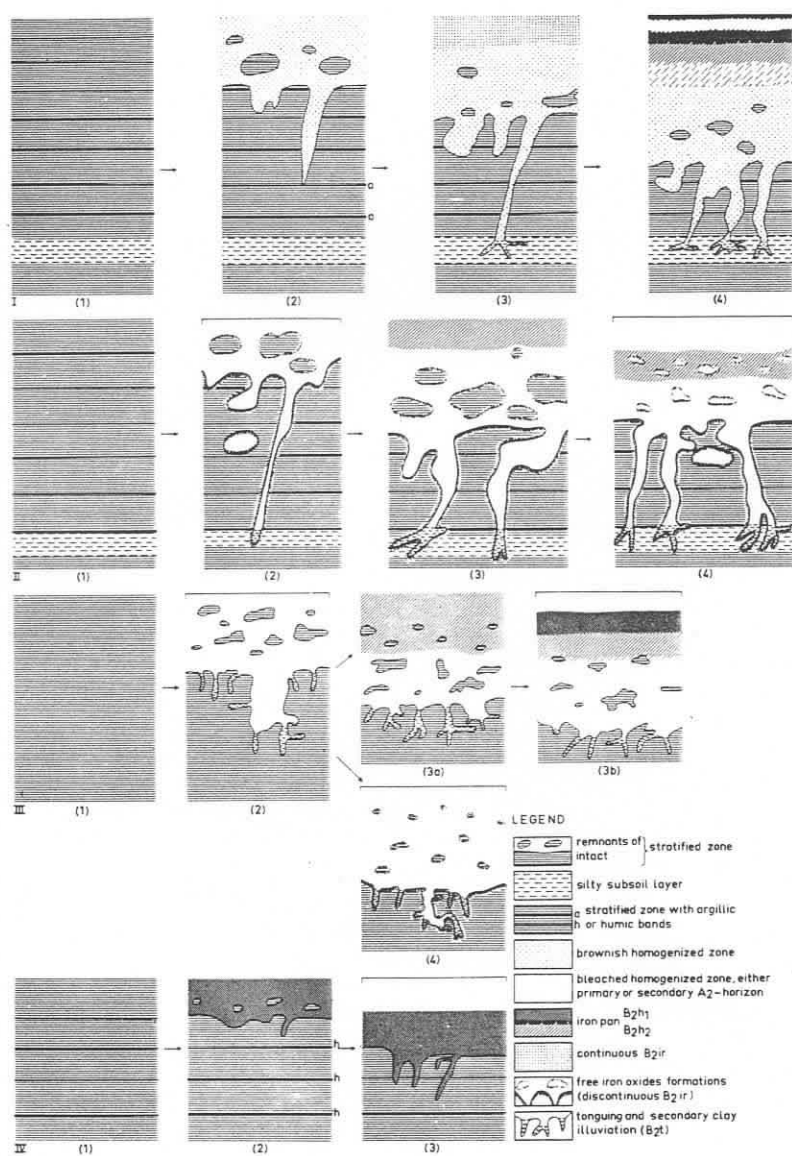 a
a
I (1) (2) (3) (4)
II (1) (2) (3) (4)
III (1) (2) (3a) (3b)
(4)
h
h
h
IV (1) (2) (3)
LEGEND
remnants of
intact
stratified zone
silty subsoil layer
a stratified zone with argillic
h or humic bands
brownish homogenized zone
bleached homogenized zone, either
primary or secondary A2-horizon
iron pan B2h1
B2h2
continuous B2ir
free iron oxides formations
(discontinuous B2ir)
tonguing and secondary clay
illuviation (B2t)